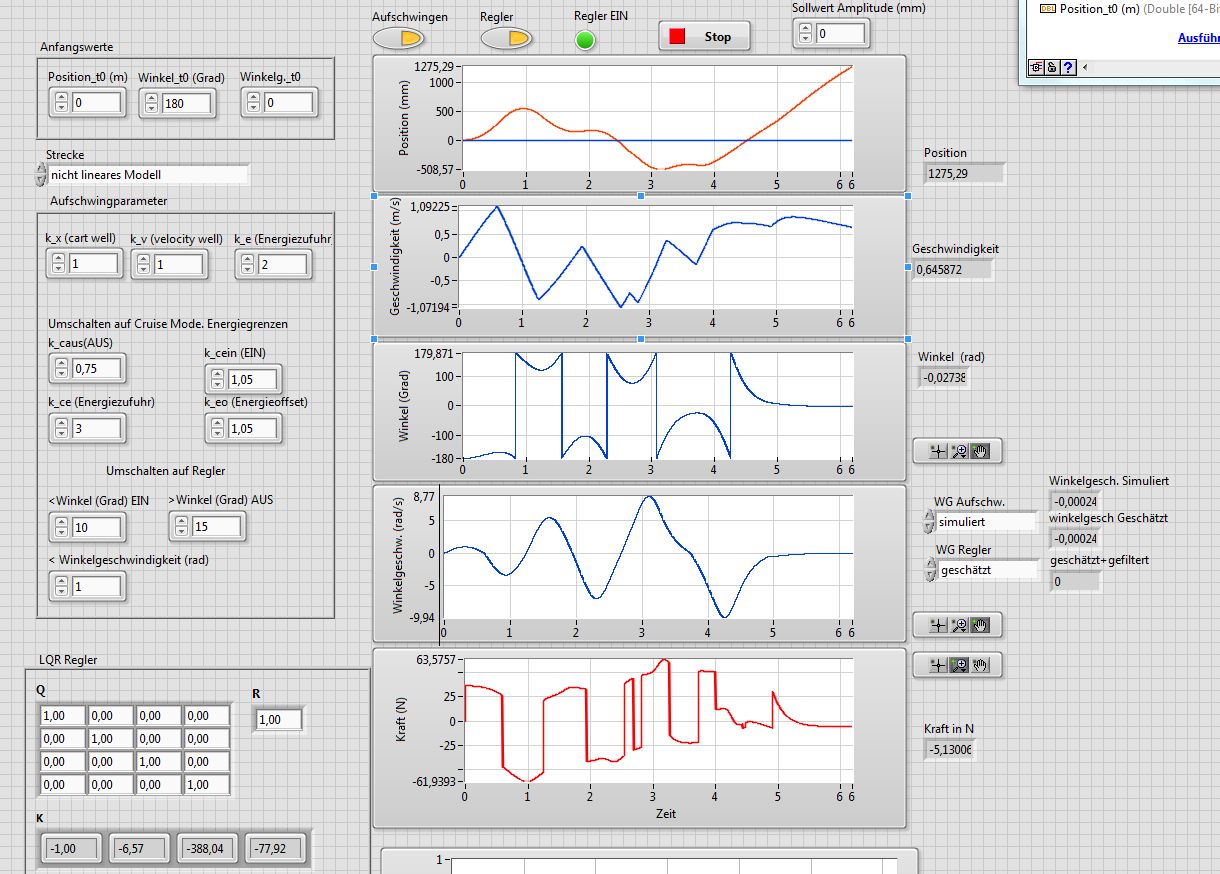 Aufschwingen
Regler
Regler EIN
Stop
Sollwert Amplitude (mm)
0
DBL Position_t0 (m) (Double [64-Bi
Ausführ
Anfangswerte
Position_t0 (m)
Winkel_t0 (Grad)
Winkelg._t0
0
180
0
Strecke
nicht lineares Modell
Aufschwingparameter
k_x (cart well)
k_v (velocity well)
k_e (Energiezufuhr
1
1
2
Umschalten auf Cruise Mode. Energiegrenzen
k_caus(AUS)
k_cein (EIN)
0,75
1,05
k_ce (Energiezufuhr)
k_eo (Energieoffset)
3
1,05
Umschalten auf Regler
<Winkel (Grad) EIN
>Winkel (Grad) AUS
10
15
< Winkelgeschwindigkeit (rad)
1
LQR Regler
Q
R
1,00 0,00 0,00 0,00
1,00
0,00 1,00 0,00 0,00
0,00 0,00 1,00 0,00
0,00 0,00 0,00 1,00
K
-1,00 -6,57 -388,04 -77,92
Position (mm)
1275,29
1000
500
0
-508,57
0 1 2 3 4 5 6 6
Position
1275,29
Geschwindigkeit (m/s)
1,09225
0,5
0
-0,5
-1,07194
0 1 2 3 4 5 6 6
Geschwindigkeit
0,645872
Winkel (Grad)
179,871
100
0
-100
-180
0 1 2 3 4 5 6 6
Winkel (rad)
-0,02738
Winkelgeschw. (rad/s)
8,77
5
0
-5
-9,94
0 1 2 3 4 5 6 6
WG Aufschw.
simuliert
WG Regler
geschätzt
Winkelgesch. Simuliert
-0,00024
winkelgesch Geschätzt
-0,00024
geschätzt+gefiltert
0
Kraft (N)
63,5757
25
0
-25
-61,9393
0 1 2 3 4 5 6 6
Zeit
Kraft in N
-5,13006
1